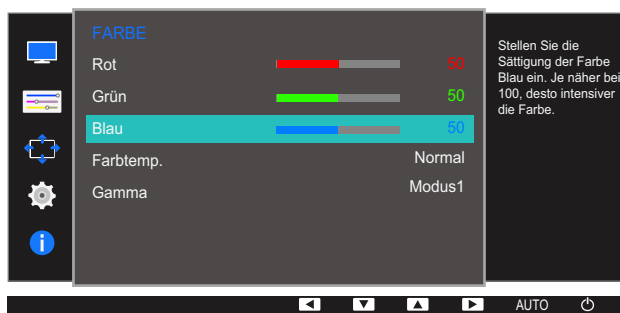 FARBE
Rot 50
Grün 50
Blau 50
Farbtemp. Normal
Gamma Modus1
Stellen Sie die
Sättigung der Farbe
Blau ein. Je näher bei
100, desto intensiver
die Farbe.
AUTO